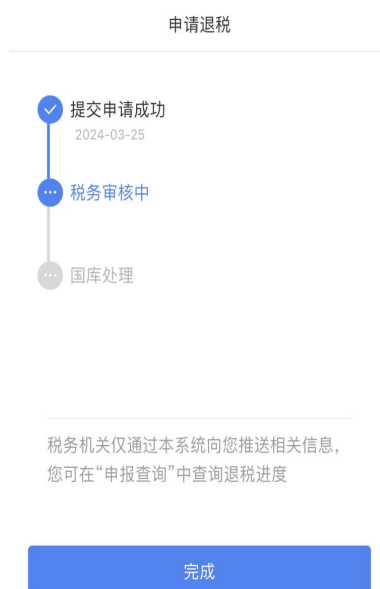 申请退税
提交申请成功
2024-03-25
税务审核中
国库处理
税务机关仅通过本系统向您推送相关信息，
您可在“申报查询”中查询退税进度
完成